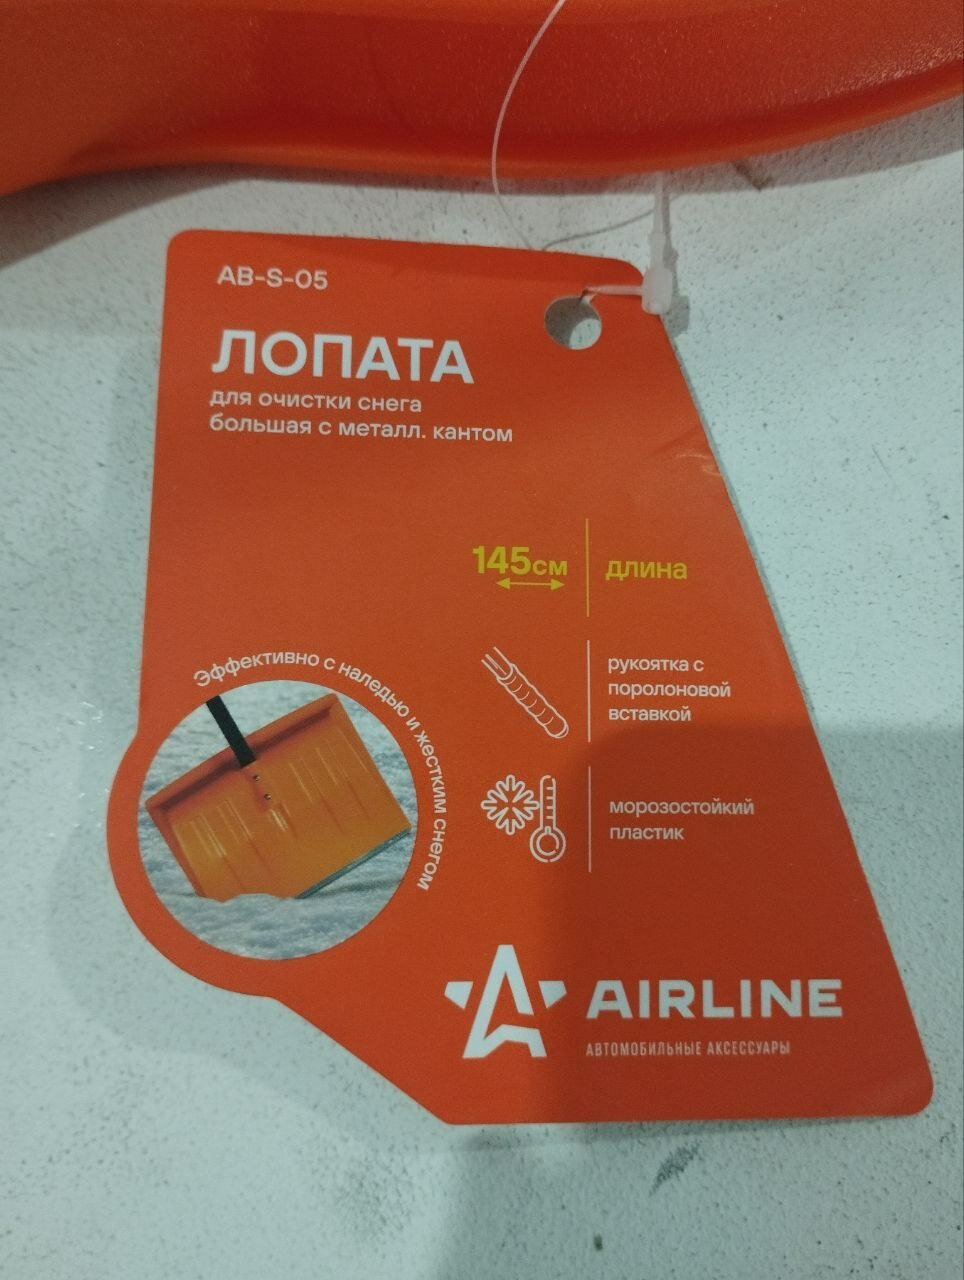 AB-S-05
ЛОПАТА
для очистки снега
большая с металл. кантом
145см
длина
рукоятка с
поролоновой
вставкой
Эффективно с наледью и жестким снегом
морозостойкий
пластик
AIRLINE
АВТОМОБИЛЬНЫЕ АКСЕССУАРЫ